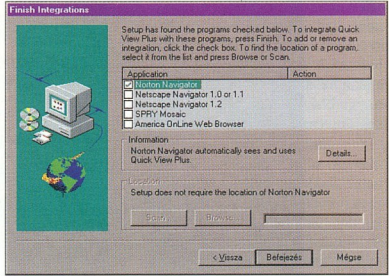 Finish Integrations
Setup has found the programs checked below. To integrate Quick
View Plus with these programs, press Finish. To add or remove an
integration, click the check box. To find the location of a program,
select it from the list and press Browse or Scan.
Application Action
Norton Navigator
Netscape Navigator 1.0 or 1.1
Netscape Navigator 1.2
SPRY Mosaic
America OnLine Web Browser
Information
Norton Navigator automatically sees and uses
Quick View Plus.
Details...
Location
Setup does not require the location of Norton Navigator
Scan... Browse...
< Vissza Befejezés Mégse